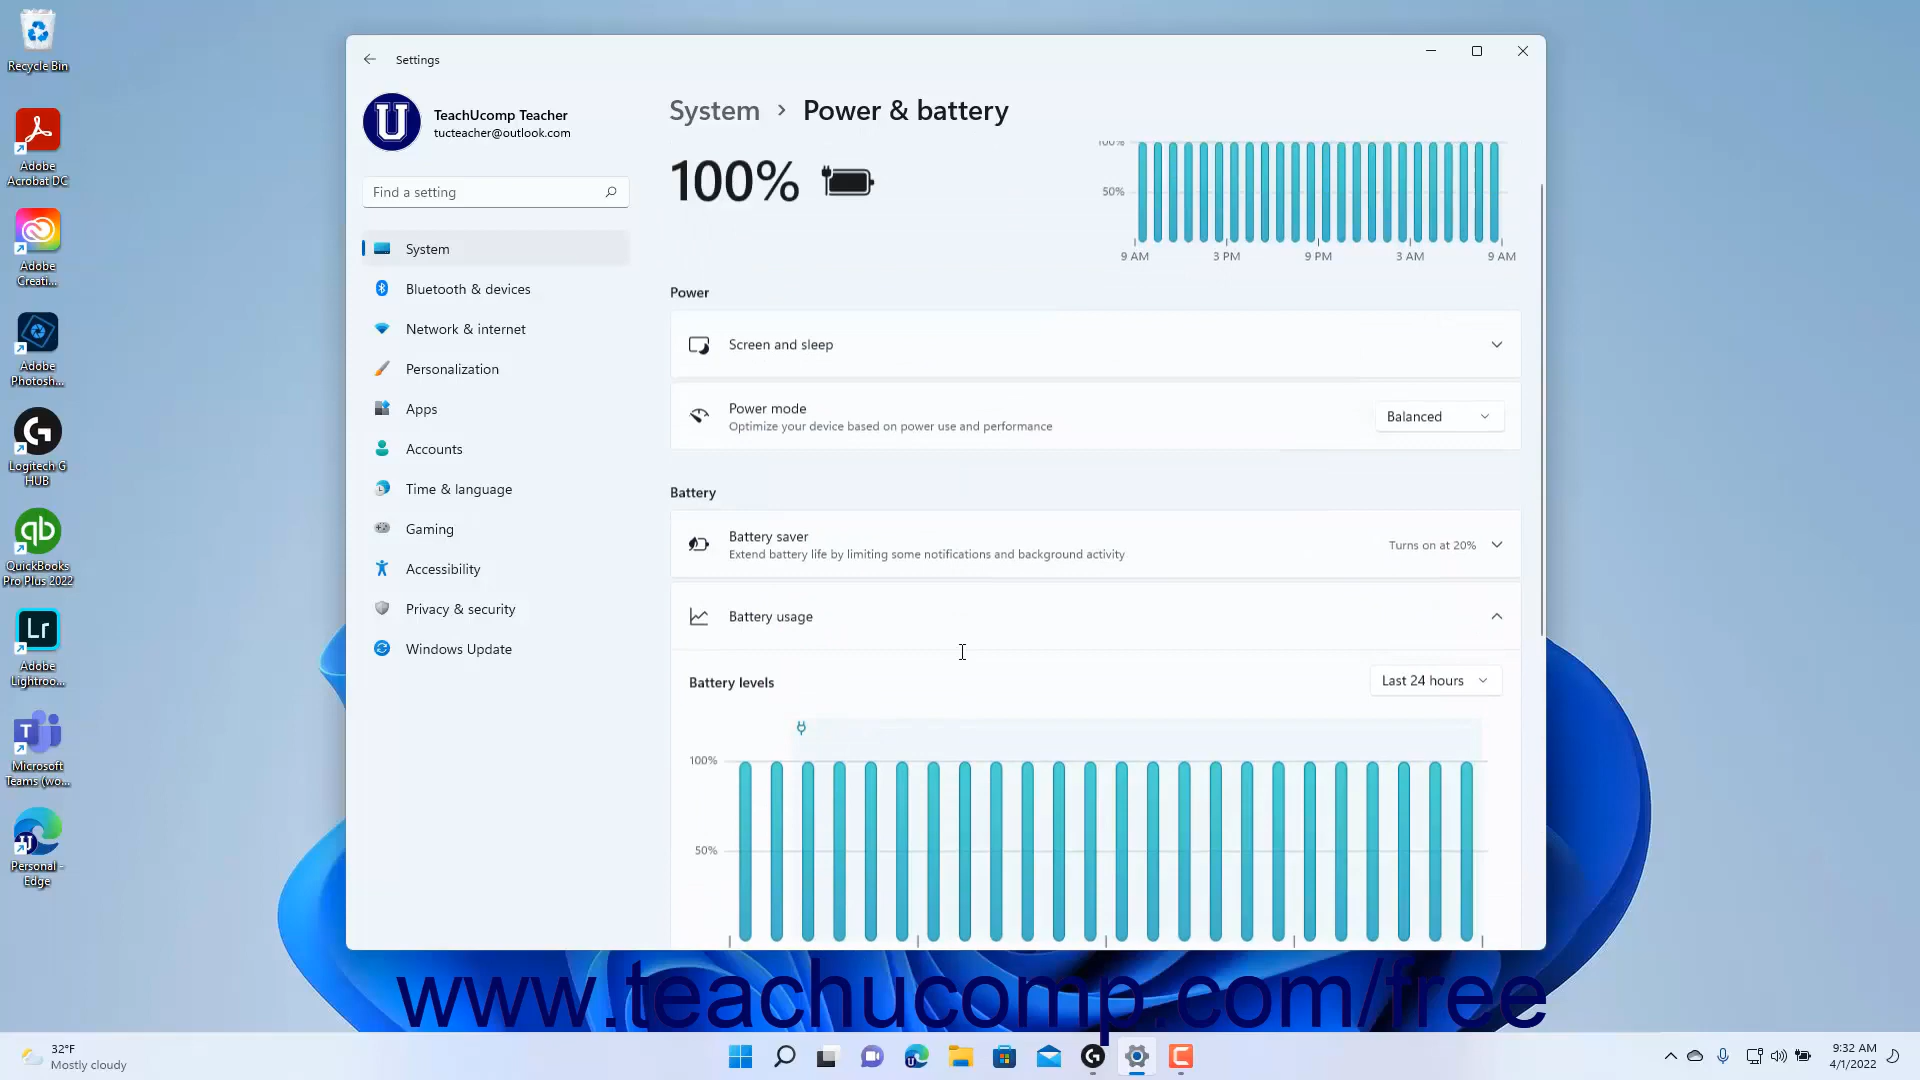 Recycle Bin
Adobe
Acrobat DC
Adobe
Creati...
Adobe
Photosh...
Logitech G
HUB
QuickBooks
Pro Plus 2022
Adobe
Lightroo...
Microsoft
Teams (wo...
Personal -
Edge
Settings
TeachUcomp Teacher
tucteacher@outlook.com
Find a setting
System
Bluetooth & devices
Network & internet
Personalization
Apps
Accounts
Time & language
Gaming
Accessibility
Privacy & security
Windows Update
System > Power & battery
100%
100%
50%
9 AM 3 PM 9 PM 3 AM 9 AM
Power
Screen and sleep
Power mode
Optimize your device based on power use and performance
Balanced
Battery
Battery saver
Extend battery life by limiting some notifications and background activity
Turns on at 20%
Battery usage
Battery levels
Last 24 hours
100%
50%
www.teachucomp.com/free
32°F
Mostly cloudy
9:32 AM
4/1/2022